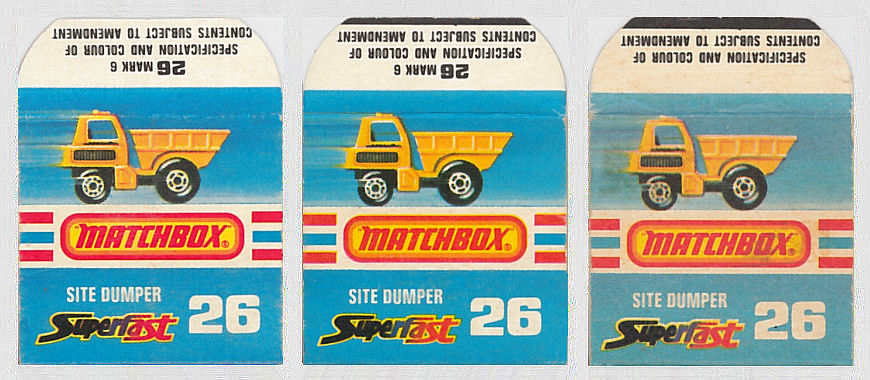 26 MARK 6
SPECIFICATION AND COLOUR OF
CONTENTS SUBJECT TO AMENDMENT
"MATCHBOX"®
SITE DUMPER
Superfast 26
26 MARK 6
SPECIFICATION AND COLOUR OF
CONTENTS SUBJECT TO AMENDMENT
"MATCHBOX"®
SITE DUMPER
Superfast 26
SPECIFICATION AND COLOUR OF
CONTENTS SUBJECT TO AMENDMENT
"MATCHBOX"®
SITE DUMPER
Superfast 26